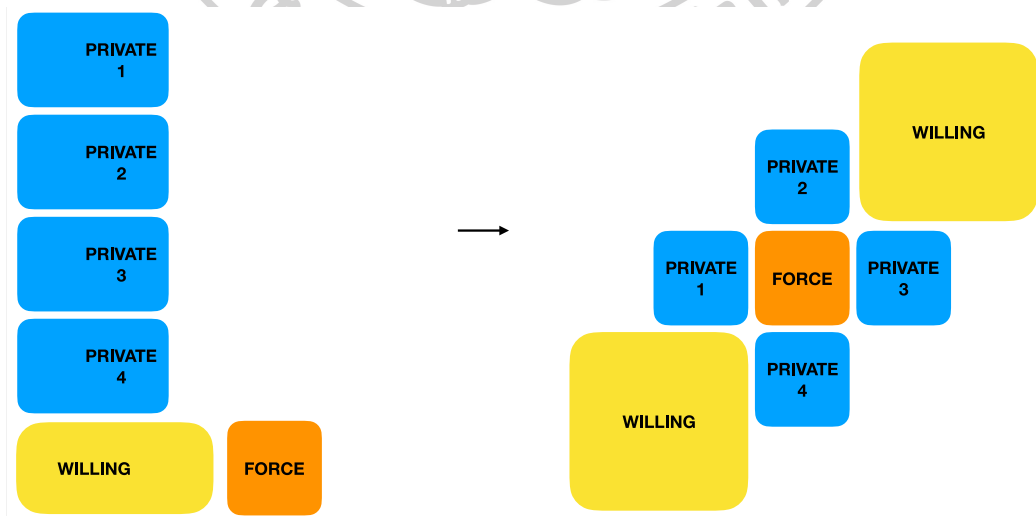 PRIVATE
1
PRIVATE
2
PRIVATE
3
PRIVATE
4
WILLING
FORCE
WILLING
PRIVATE
2
PRIVATE
1
FORCE
PRIVATE
3
PRIVATE
4
WILLING